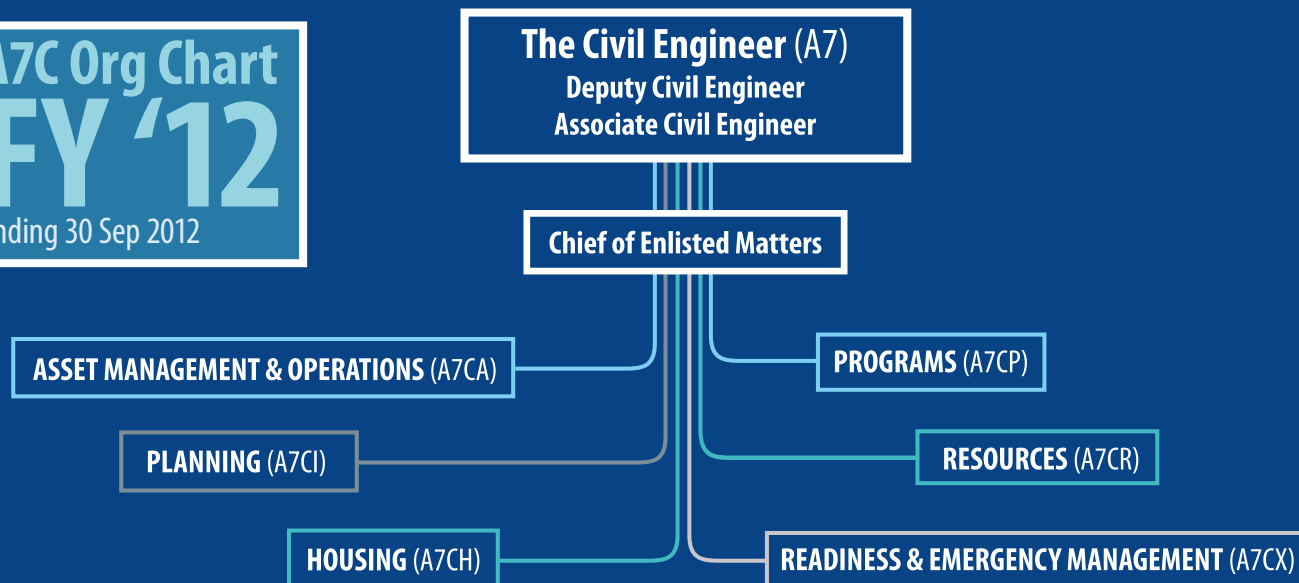 A7C Org Chart
FY ‘12
nding 30 Sep 2012
The Civil Engineer (A7)
Deputy Civil Engineer
Associate Civil Engineer
Chief of Enlisted Matters
ASSET MANAGEMENT & OPERATIONS (A7CA)
PROGRAMS (A7CP)
PLANNING (A7CI)
RESOURCES (A7CR)
HOUSING (A7CH)
READINESS & EMERGENCY MANAGEMENT (A7CX)